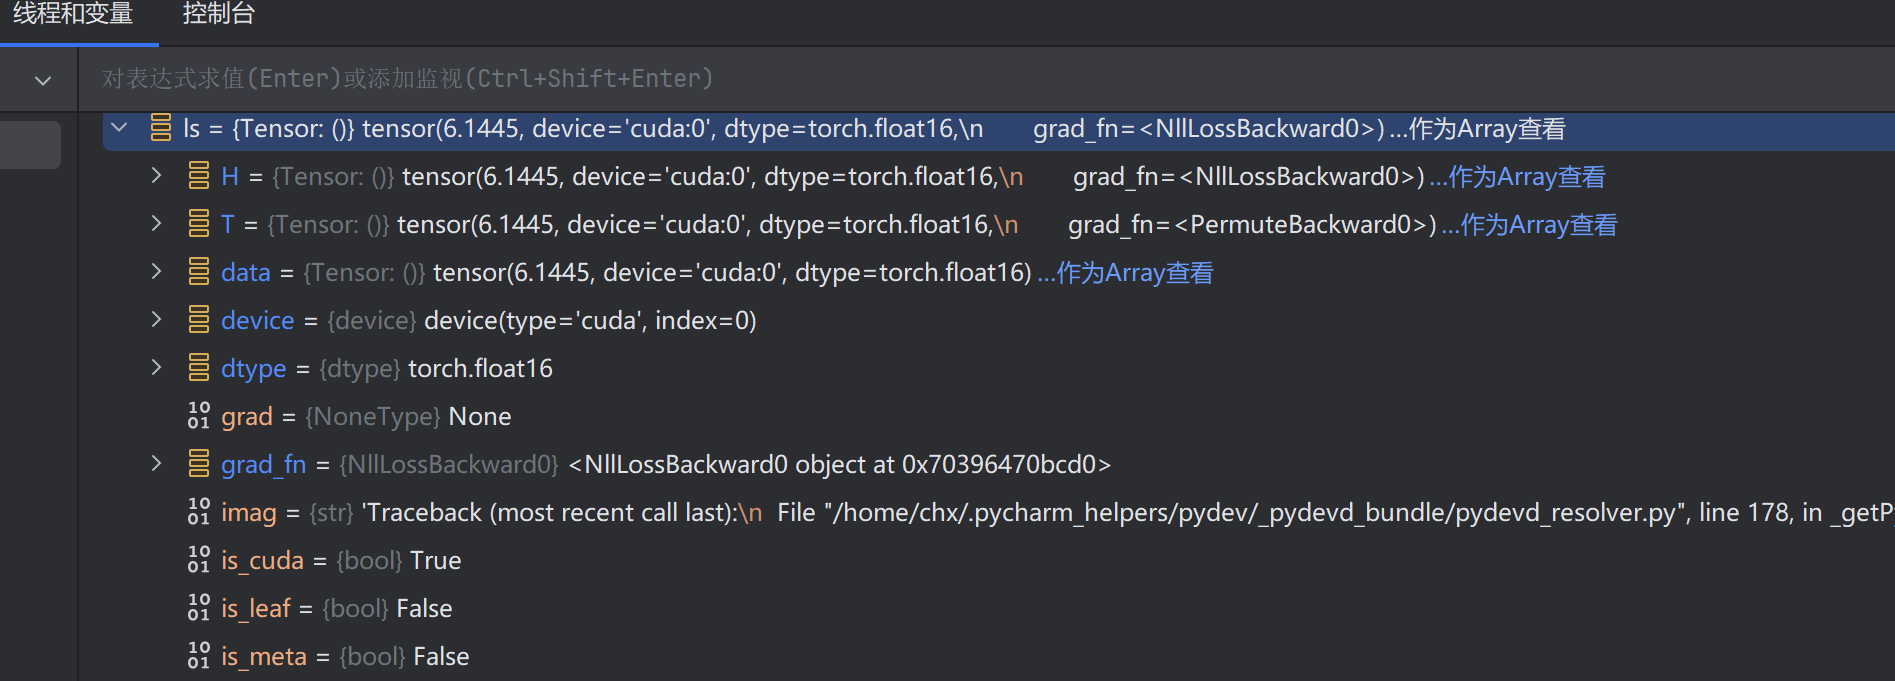 线程和变量 控制台
对表达式求值(Enter)或添加监视(Ctrl+Shift+Enter)
ls = {Tensor: ()} tensor(6.1445, device='cuda:0', dtype=torch.float16,\n grad_fn=<NllLossBackward0>)...作为Array查看
H = {Tensor: ()} tensor(6.1445, device='cuda:0', dtype=torch.float16,\n grad_fn=<NllLossBackward0>)...作为Array查看
T = {Tensor: ()} tensor(6.1445, device='cuda:0', dtype=torch.float16,\n grad_fn=<PermuteBackward0>)...作为Array查看
data = {Tensor: ()} tensor(6.1445, device='cuda:0', dtype=torch.float16)...作为Array查看
device = {device} device(type='cuda', index=0)
dtype = {dtype} torch.float16
grad = {NoneType} None
grad_fn = {NllLossBackward0} <NllLossBackward0 object at 0x70396470bcd0>
imag = {str} 'Traceback (most recent call last):\n File "/home/chx/.pycharm_helpers/pydev/_pydevd_bundle/pydevd_resolver.py", line 178, in _getP
is_cuda = {bool} True
is_leaf = {bool} False
is_meta = {bool} False